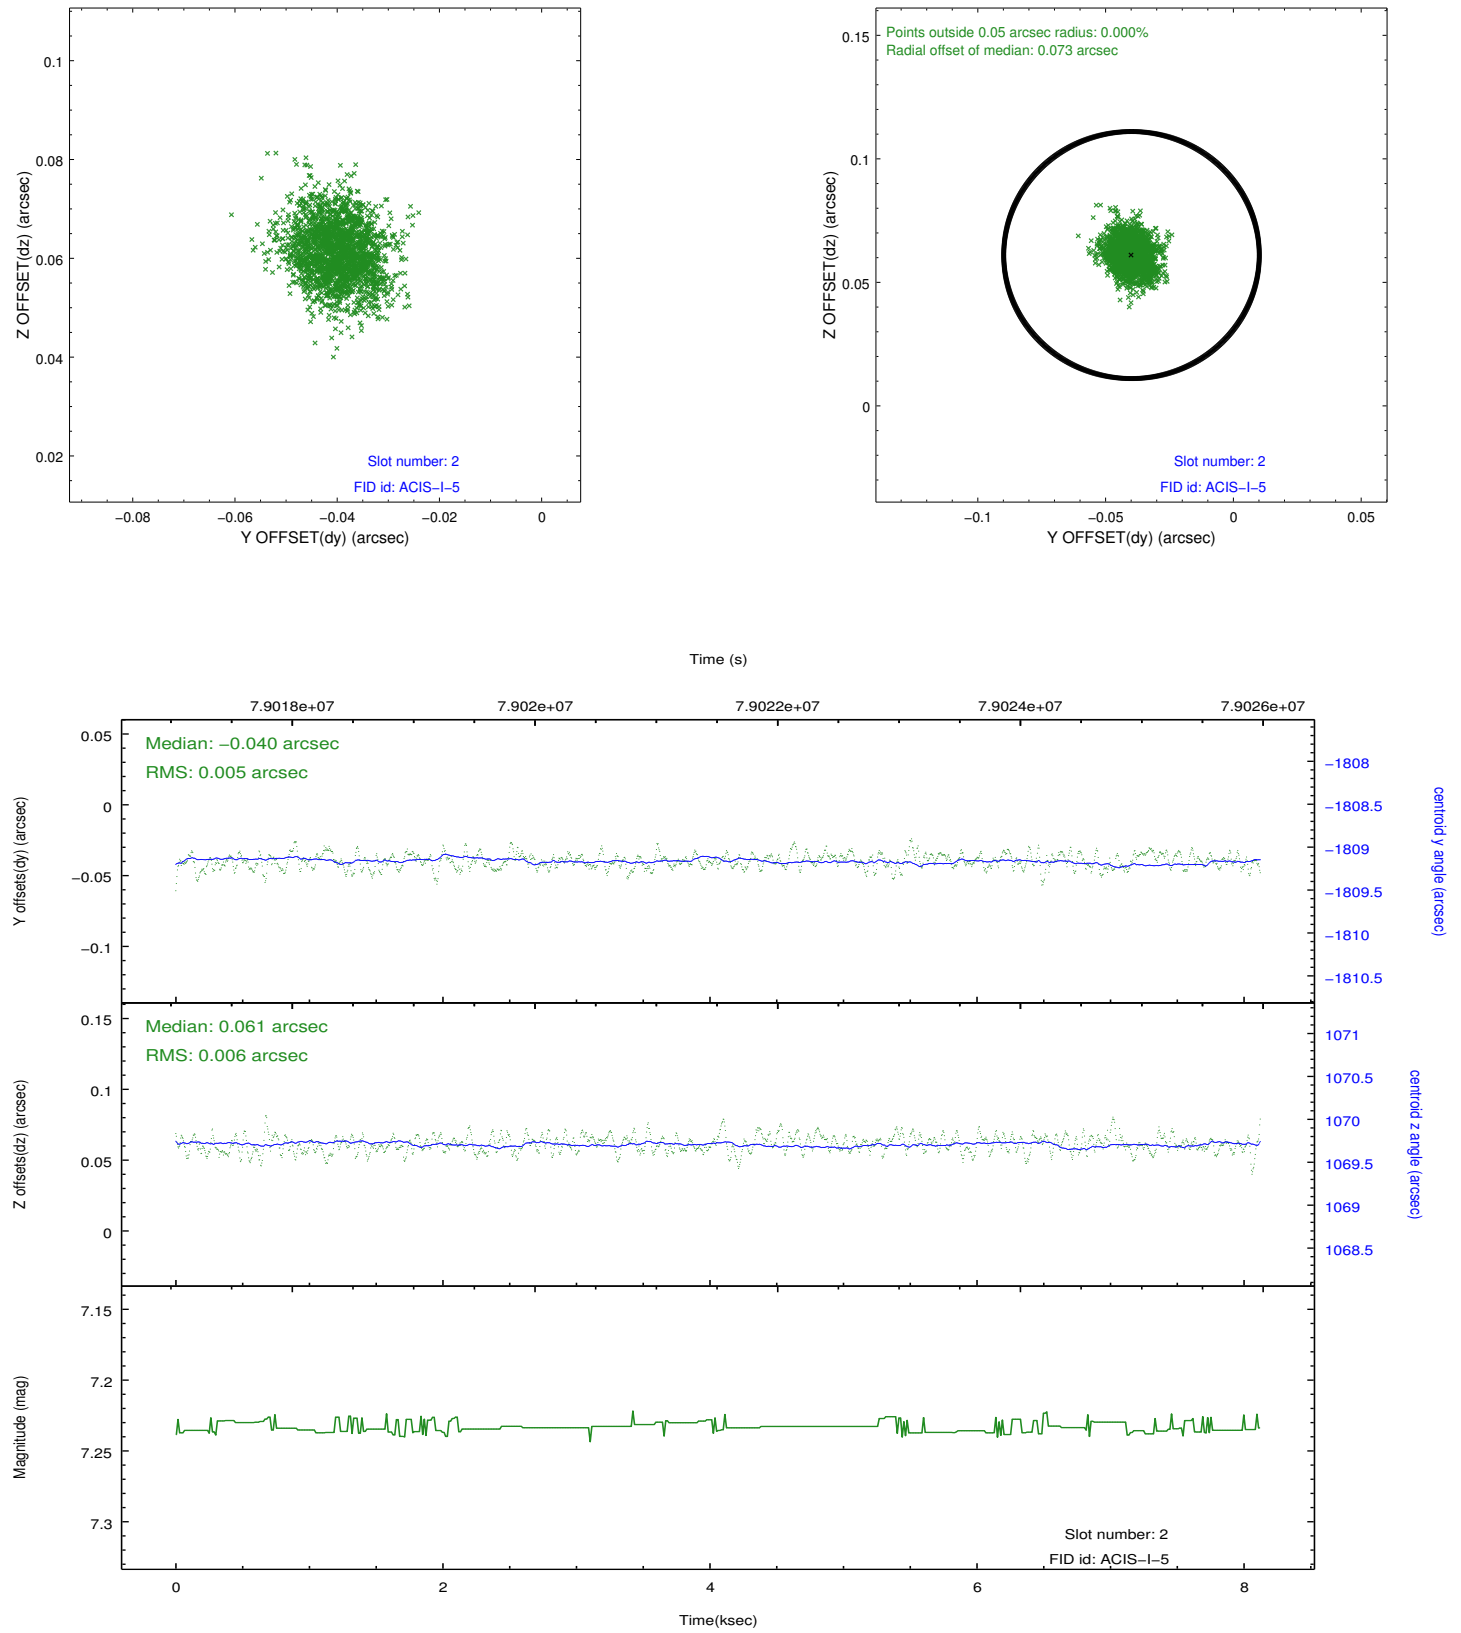 0.1
0.08
0.06
0.04
0.02
Z OFFSET(dz) (arcsec)
Slot number: 2
FID id: ACIS−I−5
−0.08
−0.06
−0.04
−0.02
0
Y OFFSET(dy) (arcsec)
Points outside 0.05 arcsec radius: 0.000%
Radial offset of median: 0.073 arcsec
0.15
0.1
0.05
0
Z OFFSET(dz) (arcsec)
Slot number: 2
FID id: ACIS−I−5
−0.1
−0.05
0
0.05
Y OFFSET(dy) (arcsec)
Time (s)
7.9018e+07
7.902e+07
7.9022e+07
7.9024e+07
7.9026e+07
Median: −0.040 arcsec
RMS: 0.005 arcsec
0.05
0
−0.05
−0.1
Y offsets(dy) (arcsec)
−1808
−1808.5
−1809
−1809.5
−1810
−1810.5
centroid y angle (arcsec)
Median: 0.061 arcsec
RMS: 0.006 arcsec
0.15
0.1
0.05
0
Z offsets(dz) (arcsec)
1071
1070.5
1070
1069.5
1069
1068.5
centroid z angle (arcsec)
7.15
7.2
7.25
7.3
Magnitude (mag)
Slot number: 2
FID id: ACIS−I−5
0
2
4
6
8
Time(ksec)